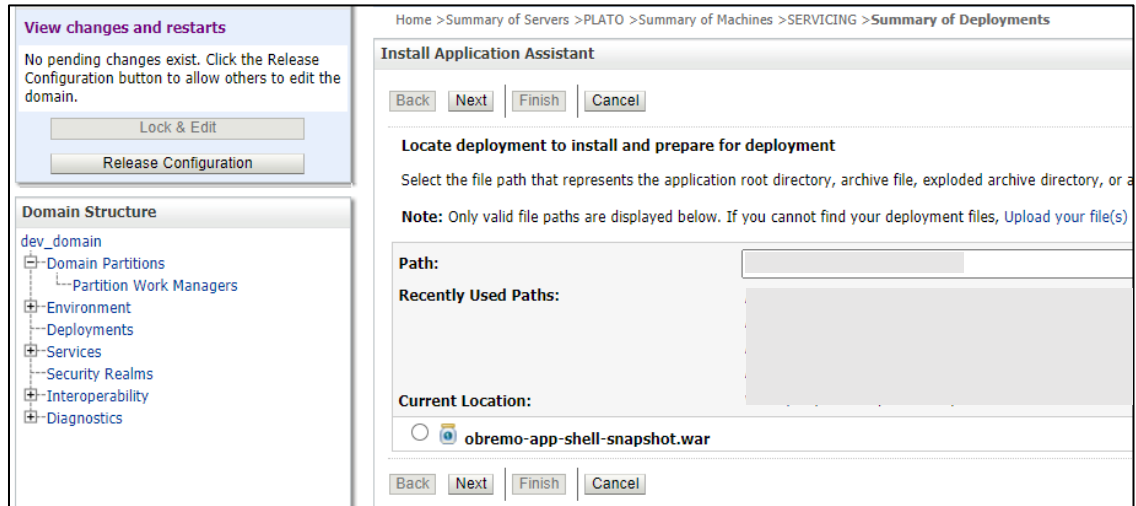 View changes and restarts
No pending changes exist. Click the Release
Configuration button to allow others to edit the
domain.
Lock & Edit
Release Configuration
Domain Structure
dev_domain
Domain Partitions
Partition Work Managers
Environment
Deployments
Services
Security Realms
Interoperability
Diagnostics
Home >Summary of Servers >PLATO >Summary of Machines >SERVICING >Summary of Deployments
Install Application Assistant
Back Next Finish Cancel
Locate deployment to install and prepare for deployment
Select the file path that represents the application root directory, archive file, exploded archive directory, or a
Note: Only valid file paths are displayed below. If you cannot find your deployment files, Upload your file(s)
Path:
Recently Used Paths:
Current Location:
obremo-app-shell-snapshot.war
Back Next Finish Cancel